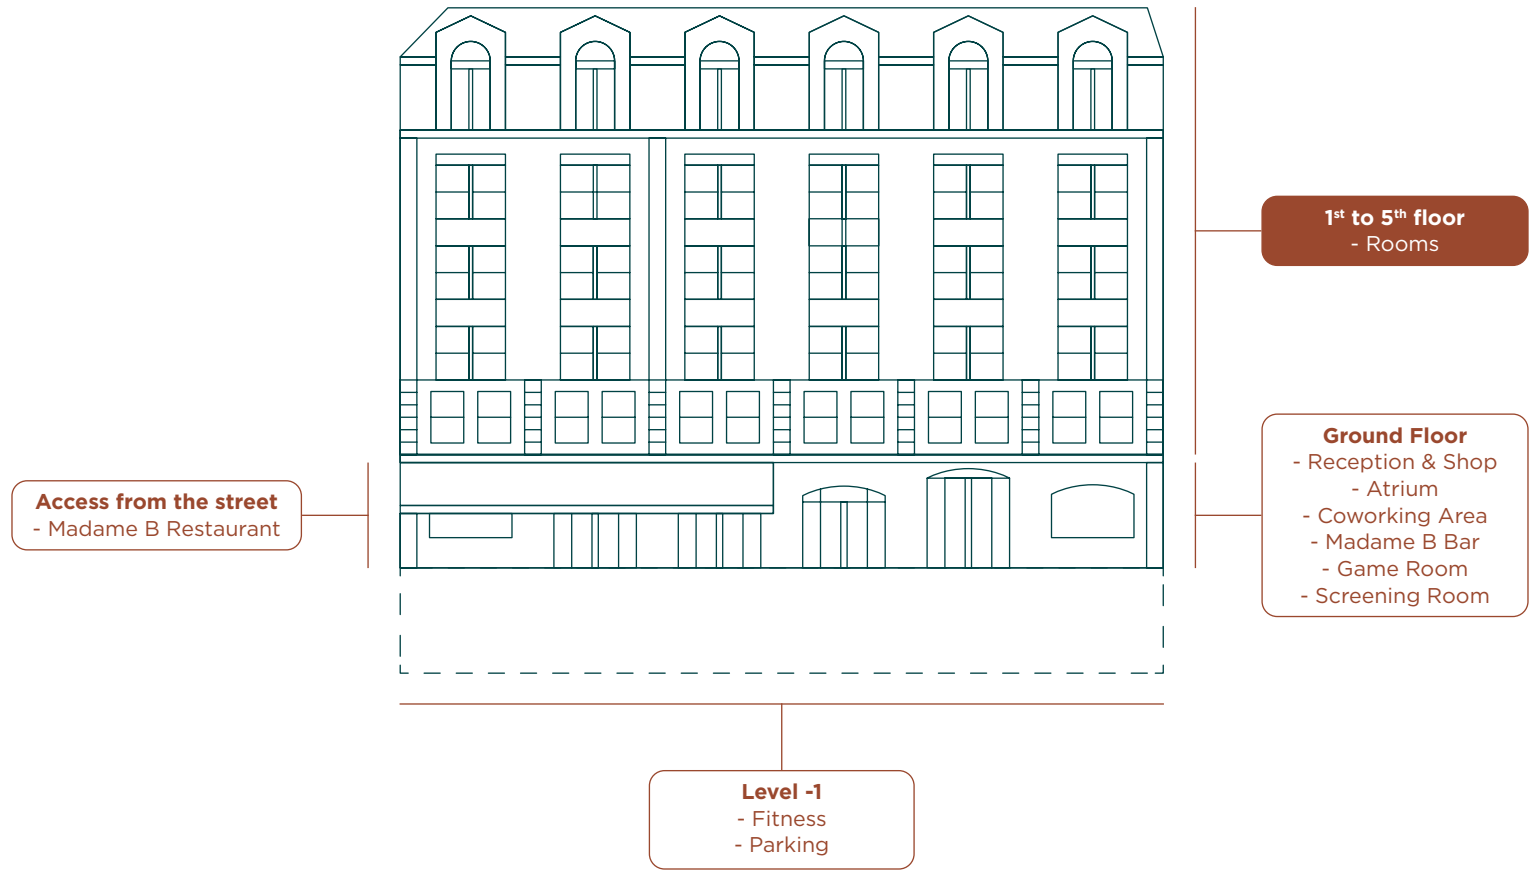 1st to 5th floor
- Rooms
Ground Floor
- Reception & Shop
- Atrium
- Coworking Area
- Madame B Bar
- Game Room
- Screening Room
Access from the street
- Madame B Restaurant
Level -1
- Fitness
- Parking